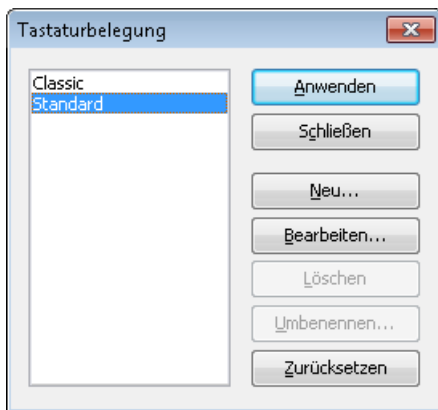 Tastaturbelegung
Classic
Standard
Anwenden
Schließen
Neu...
Bearbeiten...
Löschen
Umbenennen...
Zurücksetzen